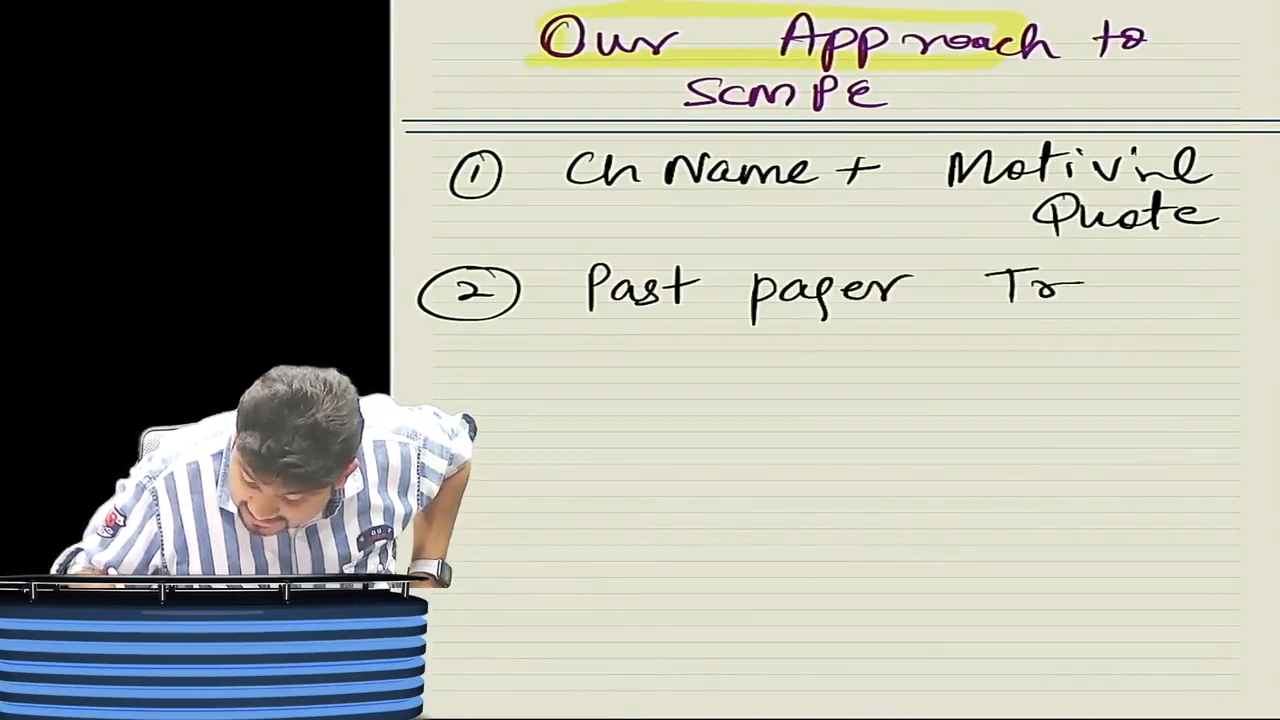 Our Approach to
SCMPE
① Ch Name + Motiv'nl
Quote
② Past paper Tr